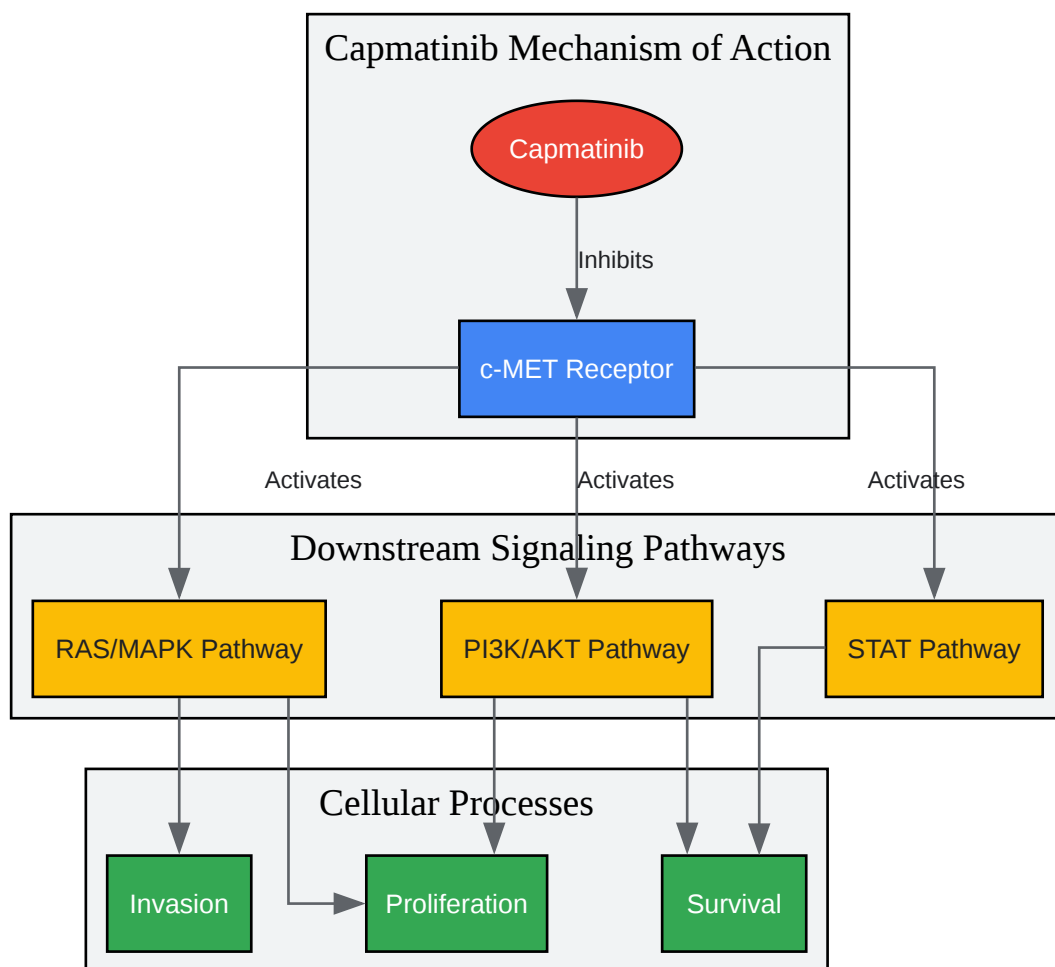 Capmatinib Mechanism of Action
Capmatinib
Inhibits
c-MET Receptor
Activates
Activates
Activates
Downstream Signaling Pathways
RAS/MAPK Pathway
PI3K/AKT Pathway
STAT Pathway
Cellular Processes
Invasion
Proliferation
Survival